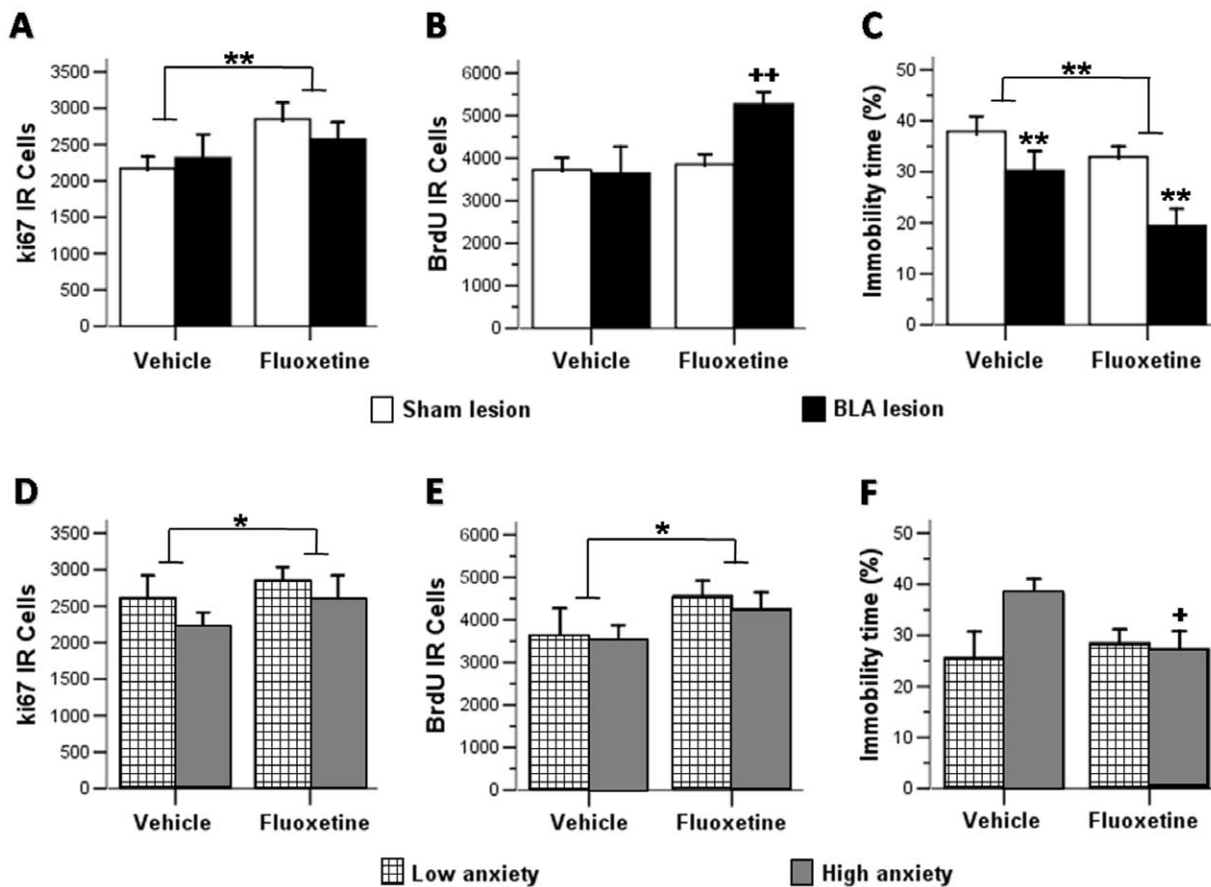 A
B
C
**
3500
3000
2500
2000
1500
1000
500
0
ki67 IR Cells
Vehicle
Fluoxetine
++
6000
5000
4000
3000
2000
1000
0
BrdU IR Cells
Vehicle
Fluoxetine
**
**
**
50
40
30
20
10
0
Immobility time (%)
Vehicle
Fluoxetine
Sham lesion
BLA lesion
D
E
F
*
3500
3000
2500
2000
1500
1000
500
0
ki67 IR Cells
Vehicle
Fluoxetine
*
6000
5000
4000
3000
2000
1000
0
BrdU IR Cells
Vehicle
Fluoxetine
+
50
40
30
20
10
0
Immobility time (%)
Vehicle
Fluoxetine
Low anxiety
High anxiety